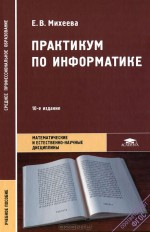 Е. В. Михеева
ПРАКТИКУМ
ПО ИНФОРМАТИКЕ
10-е издание
МАТЕМАТИЧЕСКИЕ
И ЕСТЕСТВЕННО-НАУЧНЫЕ
ДИСЦИПЛИНЫ
СРЕДНЕЕ ПРОФЕССИОНАЛЬНОЕ ОБРАЗОВАНИЕ
УЧЕБНОЕ ПОСОБИЕ